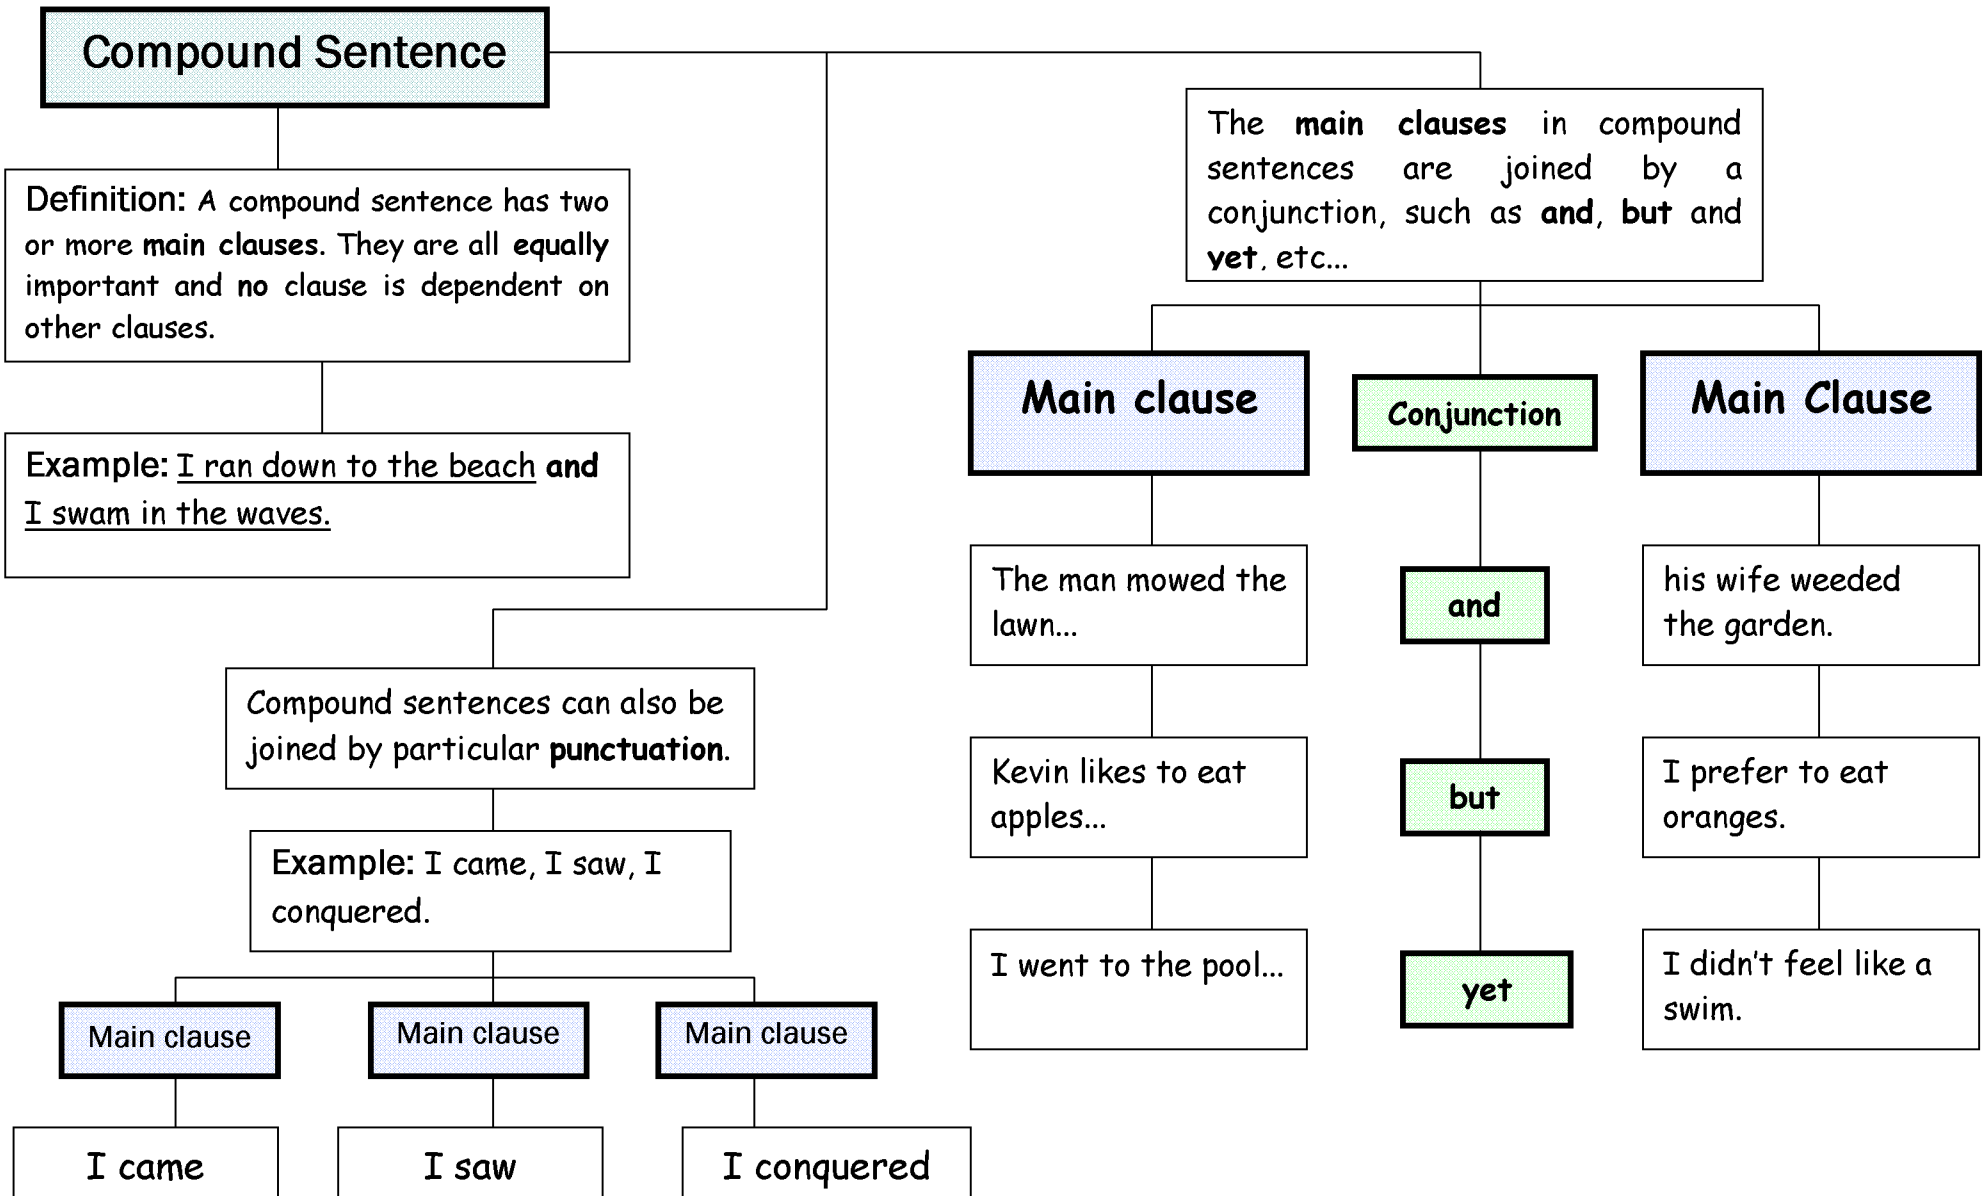 Compound Sentence
Definition: A compound sentence has two
or more main clauses. They are all equally
important and no clause is dependent on
other clauses.
Example: I ran down to the beach and
I swam in the waves.
Compound sentences can also be
joined by particular punctuation.
Example: I came, I saw, I
conquered.
Main clause
Main clause
Main clause
I came
I saw
I conquered
The main clauses in compound
sentences are joined by a
conjunction, such as and, but and
yet, etc...
Main clause
Conjunction
Main Clause
The man mowed the
lawn...
and
his wife weeded
the garden.
Kevin likes to eat
apples...
but
I prefer to eat
oranges.
I went to the pool...
yet
I didn't feel like a
swim.